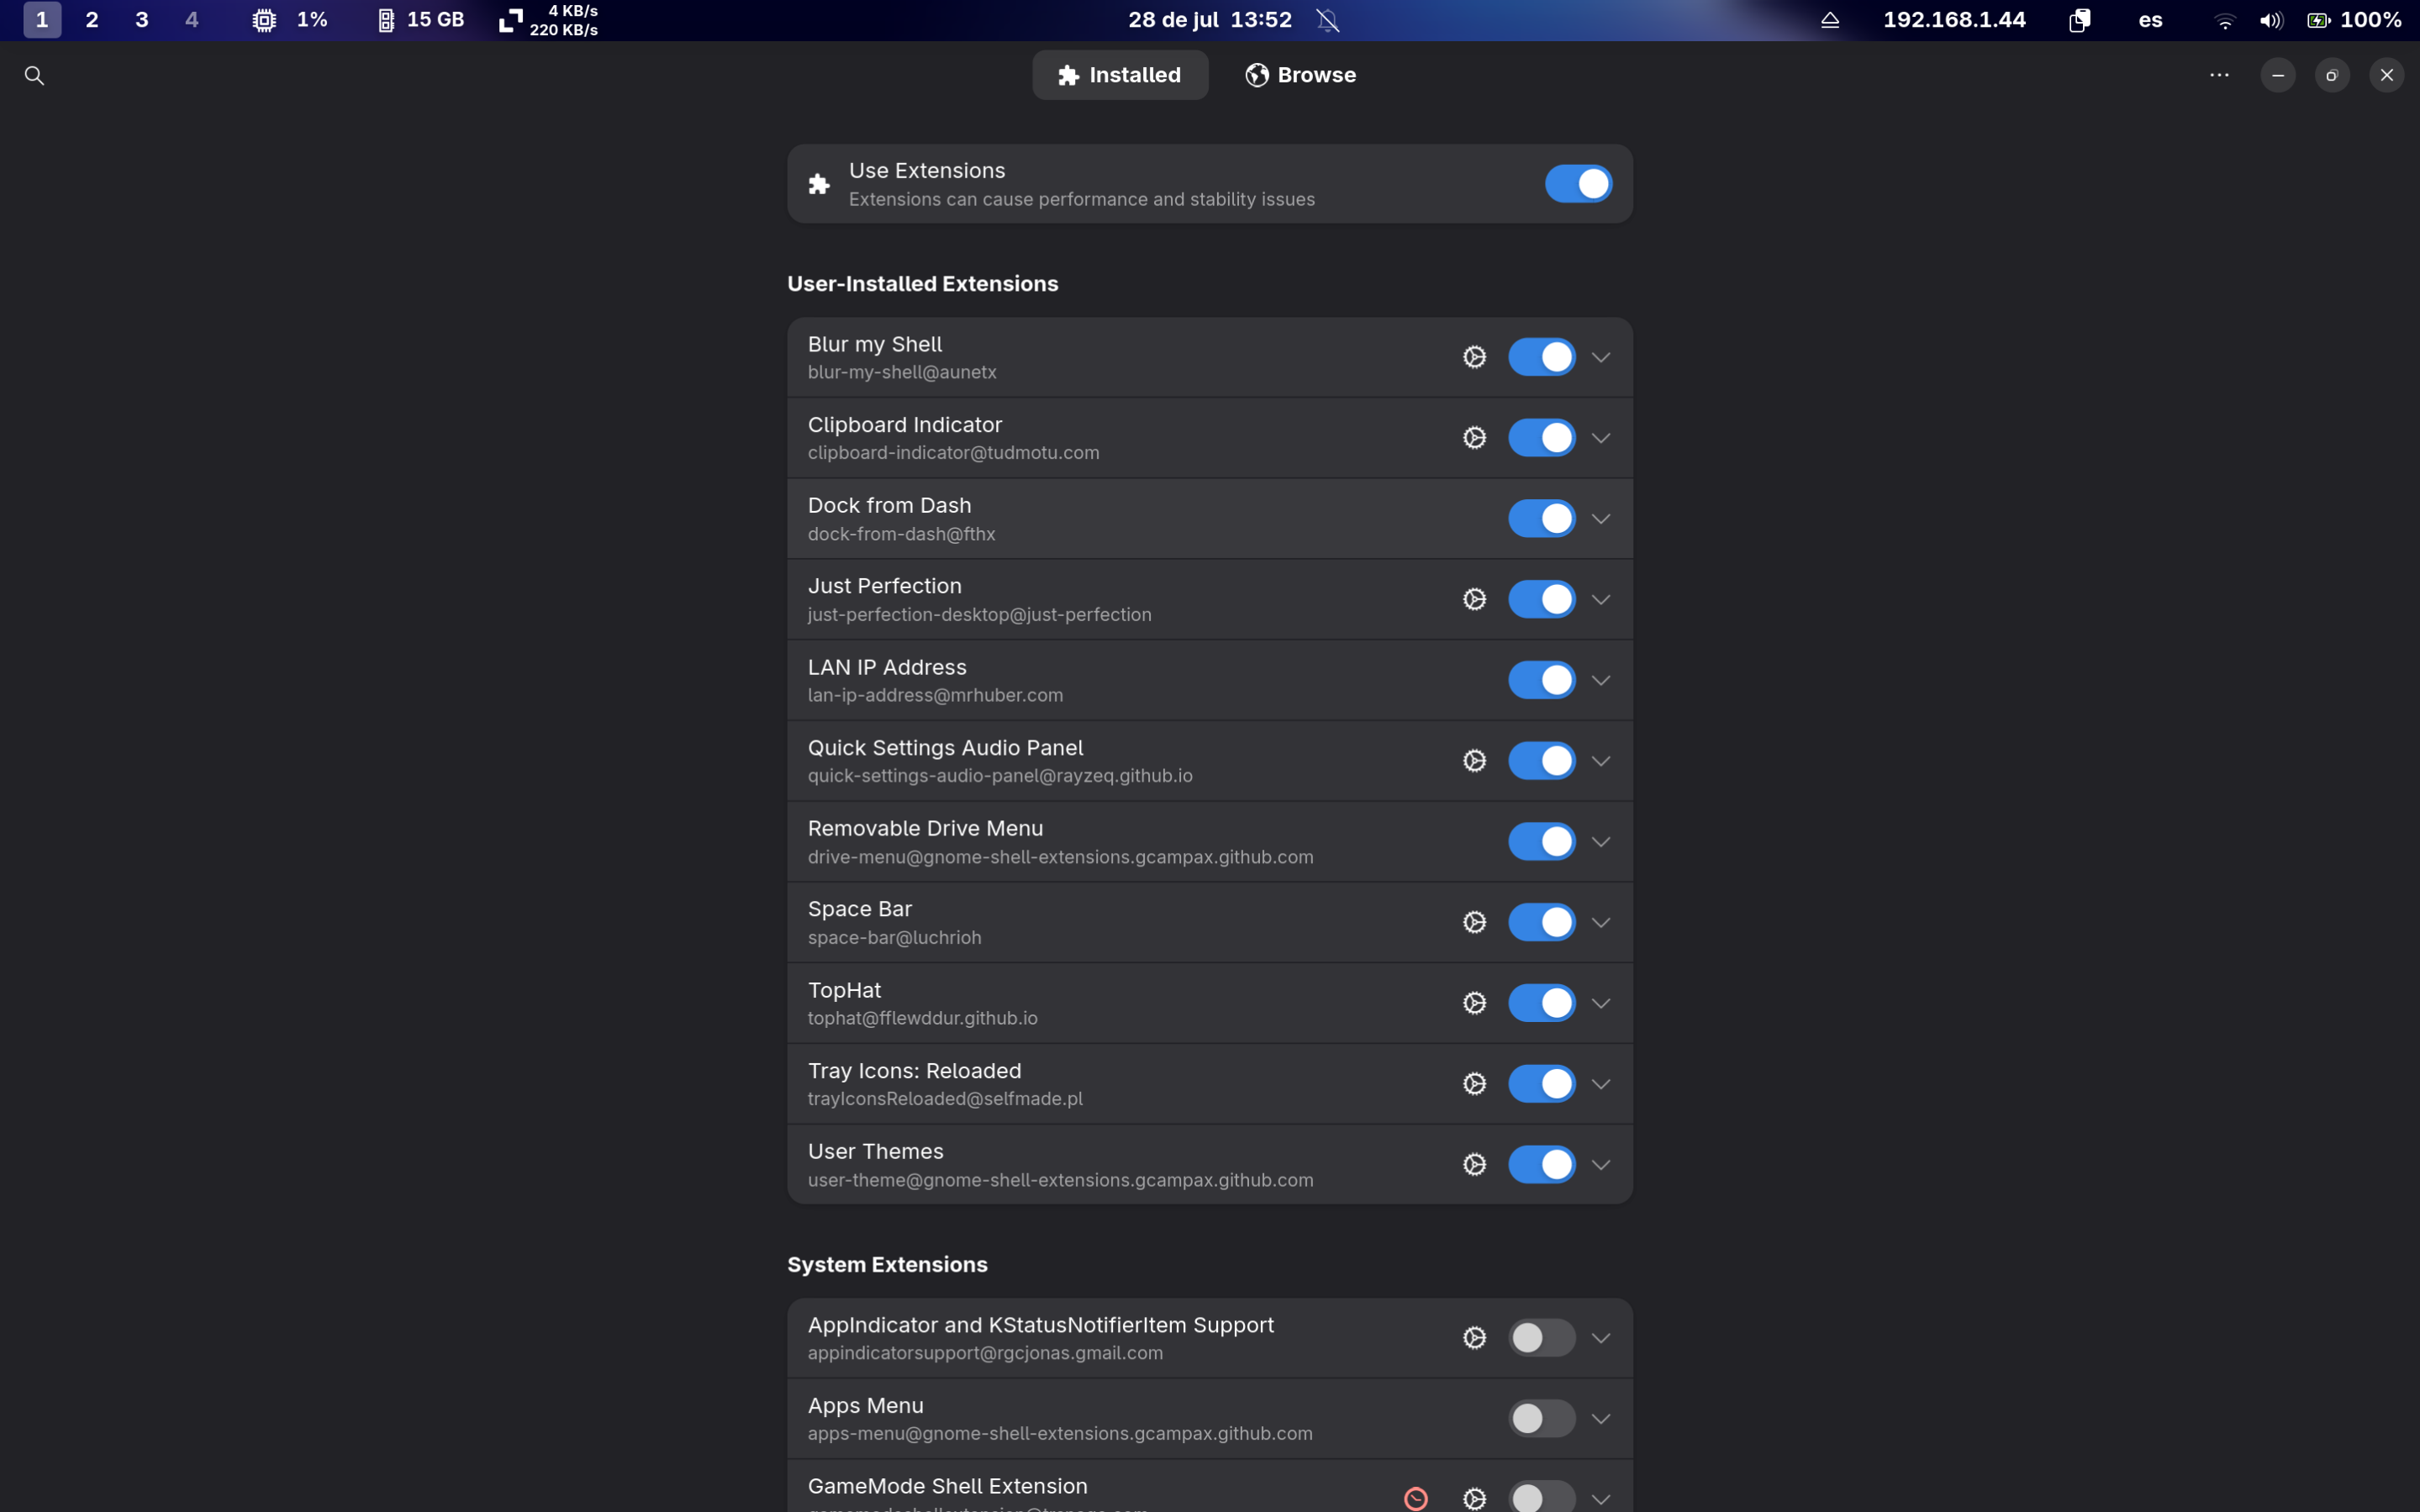 1 2 3 4 1% 15 GB 4 KB/s
220 KB/s
28 de jul 13:52
192.168.1.44 es 100%
Installed Browse
Use Extensions
Extensions can cause performance and stability issues
User-Installed Extensions
Blur my Shell
blur-my-shell@aunetx
Clipboard Indicator
clipboard-indicator@tudmotu.com
Dock from Dash
dock-from-dash@fthx
Just Perfection
just-perfection-desktop@just-perfection
LAN IP Address
lan-ip-address@mrhuber.com
Quick Settings Audio Panel
quick-settings-audio-panel@rayzeq.github.io
Removable Drive Menu
drive-menu@gnome-shell-extensions.gcampax.github.com
Space Bar
space-bar@luchrioh
TopHat
tophat@fflewddur.github.io
Tray Icons: Reloaded
trayIconsReloaded@selfmade.pl
User Themes
user-theme@gnome-shell-extensions.gcampax.github.com
System Extensions
AppIndicator and KStatusNotifierItem Support
appindicatorsupport@rgcjonas.gmail.com
Apps Menu
apps-menu@gnome-shell-extensions.gcampax.github.com
GameMode Shell Extension